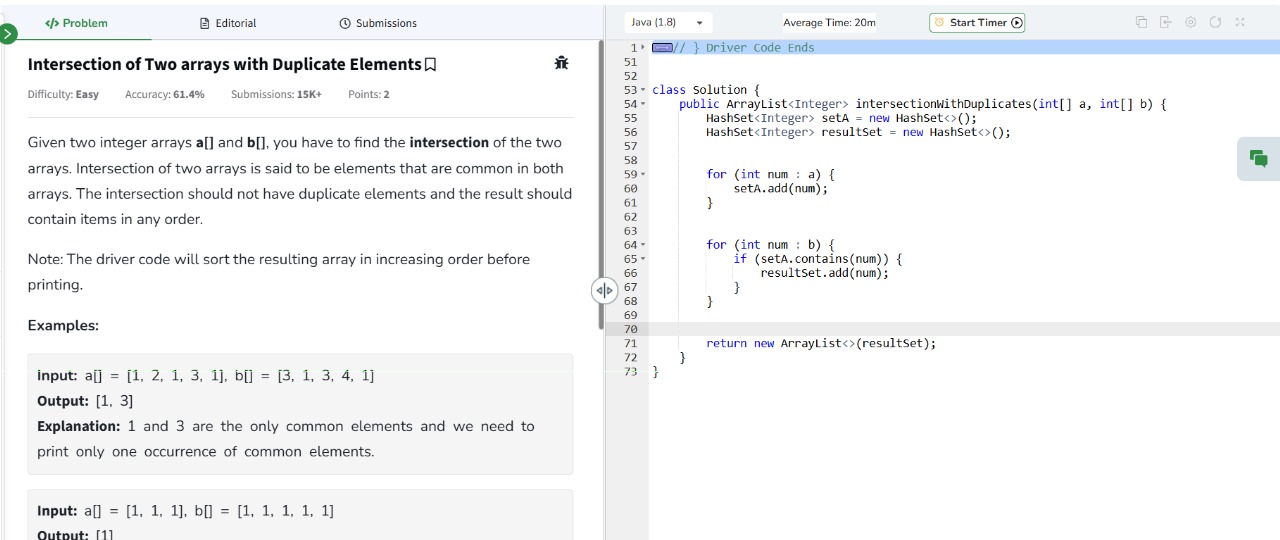 </> Problem
Editorial
Submissions
Intersection of Two arrays with Duplicate Elements
Difficulty: Easy Accuracy: 61.4% Submissions: 15K+ Points: 2
Given two integer arrays a[] and b[], you have to find the intersection of the two
arrays. Intersection of two arrays is said to be elements that are common in both
arrays. The intersection should not have duplicate elements and the result should
contain items in any order.
Note: The driver code will sort the resulting array in increasing order before
printing.
Examples:
Input: a[] = [1, 2, 1, 3, 1], b[] = [3, 1, 3, 4, 1]
Output: [1, 3]
Explanation: 1 and 3 are the only common elements and we need to
print only one occurrence of common elements.
Input: a[] = [1, 1, 1], b[] = [1, 1, 1, 1, 1]
Output: [1]
Java (1.8)
Average Time: 20m
Start Timer
1 // } Driver Code Ends
51
52
53 class Solution {
54 public ArrayList<Integer> intersectionWithDuplicates(int[] a, int[] b) {
55 HashSet<Integer> setA = new HashSet<>();
56 HashSet<Integer> resultSet = new HashSet<>();
57
58
59 for (int num : a) {
60 setA.add(num);
61 }
62
63
64 for (int num : b) {
65 if (setA.contains(num)) {
66 resultSet.add(num);
67 }
68 }
69
70
71 return new ArrayList<>(resultSet);
72 }
73 }